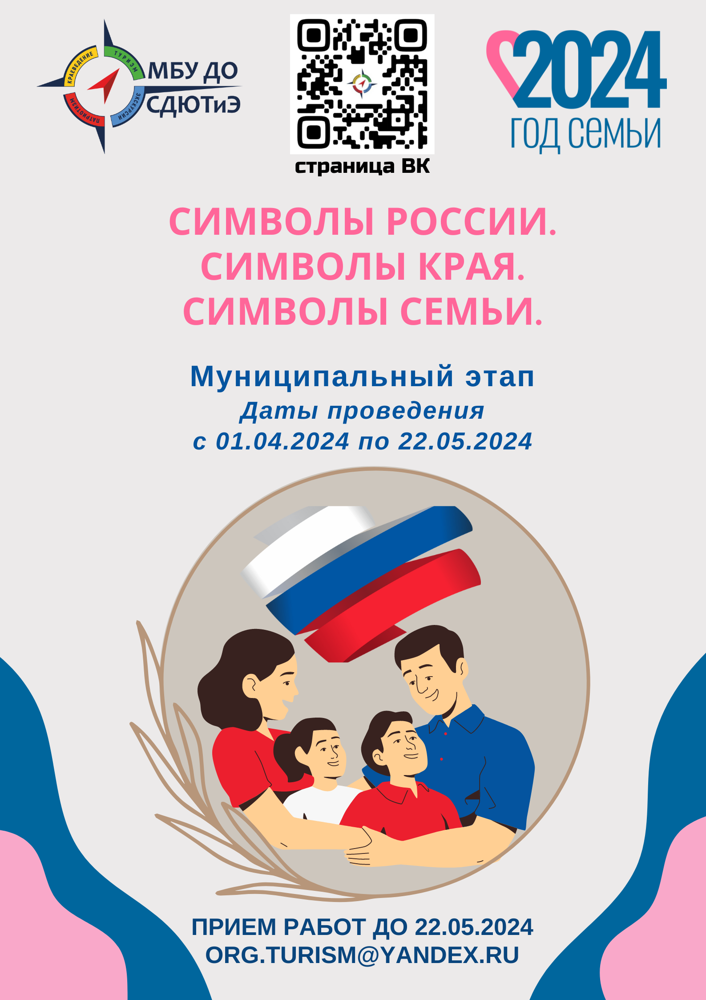 КРАЕВЕДЕНИЕ
ТУРИЗМ
ПАТРИОТИЗМ
ЭКСКУРСИИ
МБУ ДО
СДЮТиЭ
страница ВК
2024
ГОД СЕМЬИ
СИМВОЛЫ РОССИИ.
СИМВОЛЫ КРАЯ.
СИМВОЛЫ СЕМЬИ.
Муниципальный этап
Даты проведения
с 01.04.2024 по 22.05.2024
ПРИЕМ РАБОТ ДО 22.05.2024
ORG.TURISM@YANDEX.RU